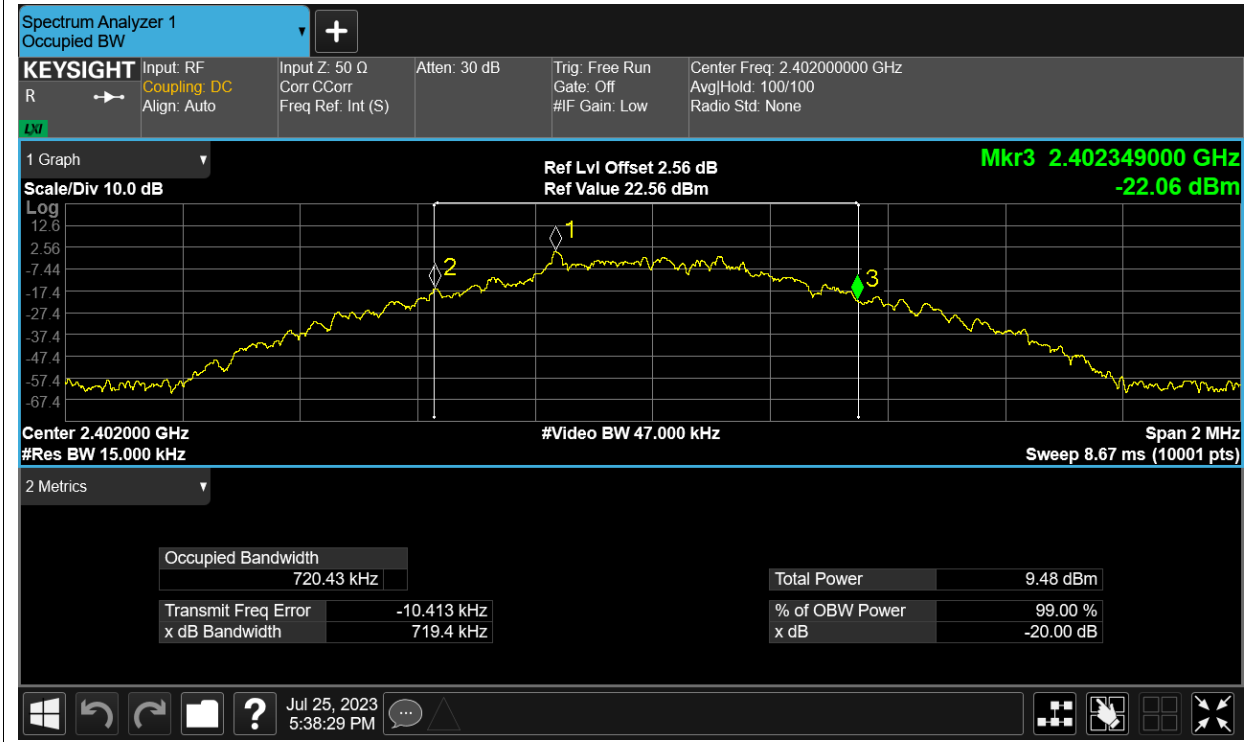 Spectrum Analyzer 1
Occupied BW
KEYSIGHT Input: RF Input Z: 50 Ω Atten: 30 dB Trig: Free Run Center Freq: 2.402000000 GHz
R Coupling: DC Corr CCorr Gate: Off Avg|Hold: 100/100
Align: Auto Freq Ref: Int (S) #IF Gain: Low Radio Std: None
LXI
1 Graph Ref Lvl Offset 2.56 dB Mkr3 2.402349000 GHz
Scale/Div 10.0 dB Ref Value 22.56 dBm -22.06 dBm
Log
12.6
1
2.56
-7.44
2
3
-17.4
-27.4
-37.4
-47.4
-57.4
-67.4
Center 2.402000 GHz #Video BW 47.000 kHz Span 2 MHz
#Res BW 15.000 kHz Sweep 8.67 ms (10001 pts)
2 Metrics
Occupied Bandwidth
720.43 kHz Total Power 9.48 dBm
Transmit Freq Error -10.413 kHz % of OBW Power 99.00 %
x dB Bandwidth 719.4 kHz x dB -20.00 dB
? Jul 25, 2023
5:38:29 PM